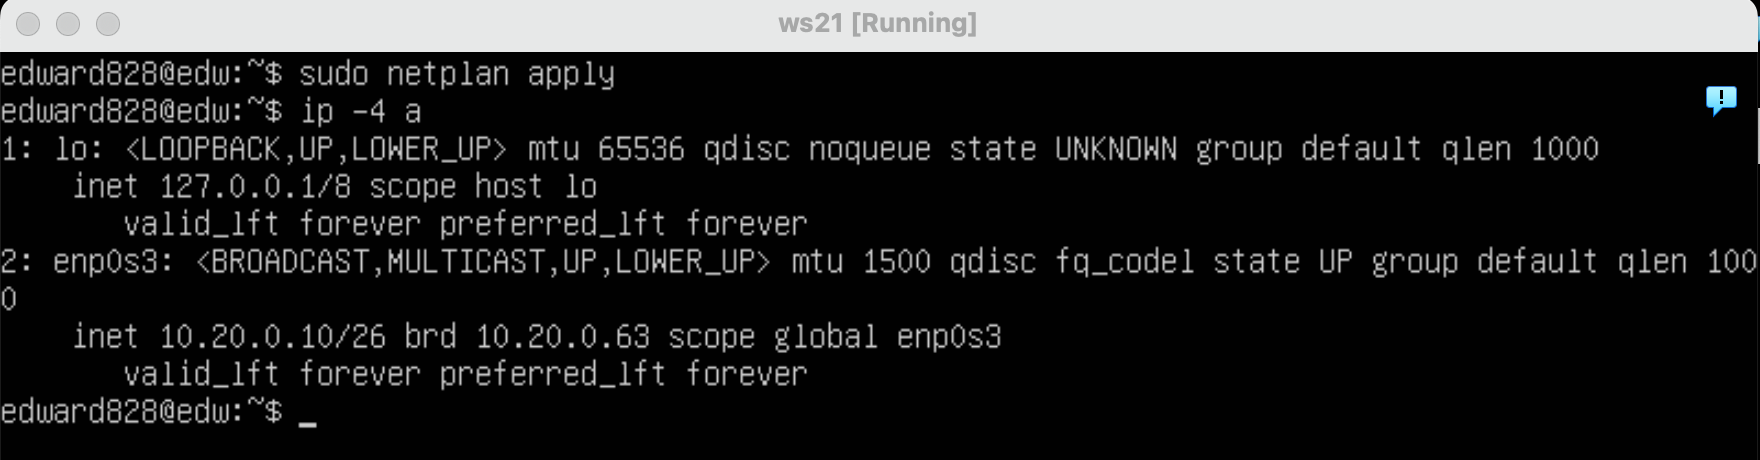 ws21 [Running]
edward828@edw:~$ sudo netplan apply
edward828@edw:~$ ip -4 a
1: lo: <LOOPBACK,UP,LOWER_UP> mtu 65536 qdisc noqueue state UNKNOWN group default qlen 1000
    inet 127.0.0.1/8 scope host lo
       valid_lft forever preferred_lft forever
2: enp0s3: <BROADCAST,MULTICAST,UP,LOWER_UP> mtu 1500 qdisc fq_codel state UP group default qlen 100
0
    inet 10.20.0.10/26 brd 10.20.0.63 scope global enp0s3
       valid_lft forever preferred_lft forever
edward828@edw:~$ _